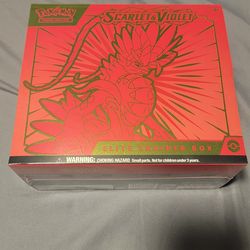 POKÉMON
SCARLET & VIOLET
ELITE TRAINER BOX
WARNING: CHOKING HAZARD! Small parts. Not for children under 3 years.